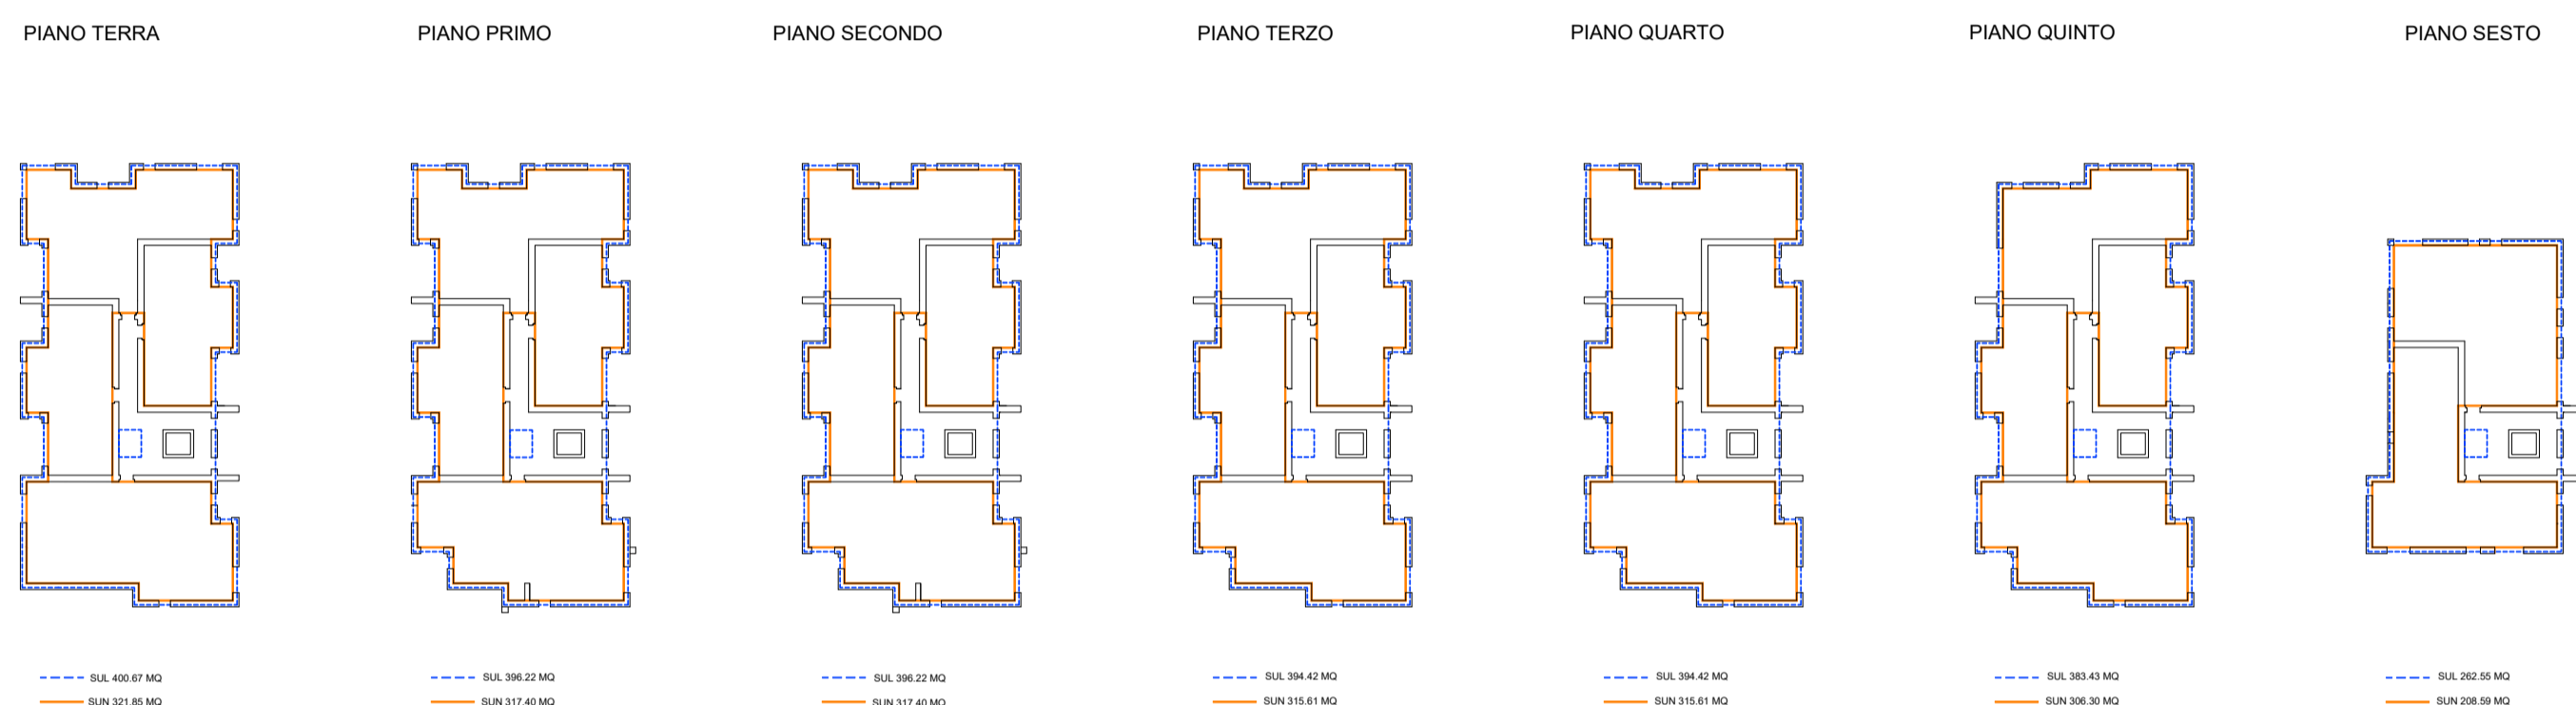 PIANO TERRA
PIANO PRIMO
PIANO SECONDO
PIANO TERZO
PIANO QUARTO
PIANO QUINTO
PIANO SESTO
SUL 400.67 MQ
SUN 321.85 MQ
SUL 396.22 MQ
SUN 317.40 MQ
SUL 396.22 MQ
SUN 317.40 MQ
SUL 394.42 MQ
SUN 315.61 MQ
SUL 394.42 MQ
SUN 315.61 MQ
SUL 383.43 MQ
SUN 306.30 MQ
SUL 262.55 MQ
SUN 208.59 MQ